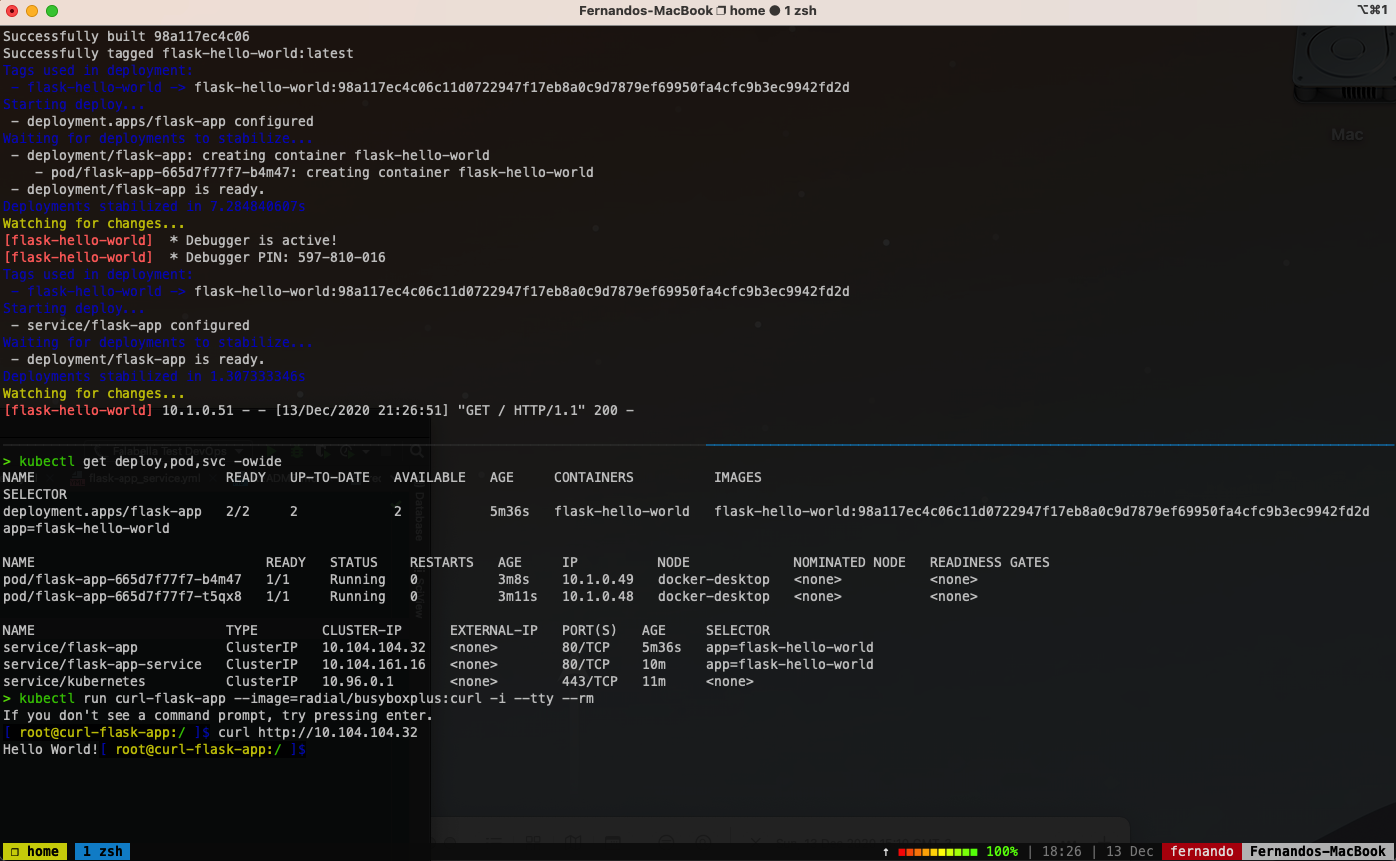 Fernandos-MacBook ❐ home ● 1 zsh
⌥⌘1
Successfully built 98a117ec4c06
Successfully tagged flask-hello-world:latest
Tags used in deployment:
- flask-hello-world -> flask-hello-world:98a117ec4c06c11d0722947f17eb8a0c9d7879ef69950fa4cfc9b3ec9942fd2d
Starting deploy...
- deployment.apps/flask-app configured
Waiting for deployments to stabilize...
- deployment/flask-app: creating container flask-hello-world
- pod/flask-app-665d7f77f7-b4m47: creating container flask-hello-world
- deployment/flask-app is ready.
Deployments stabilized in
Watching for changes...
[flask-hello-world]  * Debugger is active!
[flask-hello-world]  * Debugger PIN: 597-810-016
Tags used in deployment:
- flask-hello-world -> flask-hello-world:98a117ec4c06c11d0722947f17eb8a0c9d7879ef69950fa4cfc9b3ec9942fd2d
Starting deploy...
- service/flask-app configured
Waiting for deployments to stabilize...
- deployment/flask-app is ready.
Deployments stabilized in
Watching for changes...
[flask-hello-world] 10.1.0.51 - - [13/Dec/2020 21:26:51] "GET / HTTP/1.1" 200 -
Mac
> kubectl get deploy,pod,svc -owide
NAME READY UP-TO-DATE AVAILABLE AGE CONTAINERS IMAGES
SELECTOR
deployment.apps/flask-app 2/2 2 2 5m36s flask-hello-world flask-hello-world:98a117ec4c06c11d0722947f17eb8a0c9d7879ef69950fa4cfc9b3ec9942fd2d
app=flask-hello-world
NAME READY STATUS RESTARTS AGE IP NODE NOMINATED NODE READINESS GATES
pod/flask-app-665d7f77f7-b4m47 1/1 Running 0 3m8s 10.1.0.49 docker-desktop <none> <none>
pod/flask-app-665d7f77f7-t5qx8 1/1 Running 0 3m11s 10.1.0.48 docker-desktop <none> <none>
NAME TYPE CLUSTER-IP EXTERNAL-IP PORT(S) AGE SELECTOR
service/flask-app ClusterIP 10.104.104.32 <none> 80/TCP 5m36s app=flask-hello-world
service/flask-app-service ClusterIP 10.104.161.16 <none> 80/TCP 10m app=flask-hello-world
service/kubernetes ClusterIP 10.96.0.1 <none> 443/TCP 11m <none>
> kubectl run curl-flask-app --image=radial/busyboxplus:curl -i --tty --rm
If you don't see a command prompt, try pressing enter.
[ root@curl-flask-app:/ ]$ curl http://10.104.104.32
Hello World![ root@curl-flask-app:/ ]$
❐ home 1 zsh ↑ 100% | 18:26 | 13 Dec fernando Fernandos-MacBook